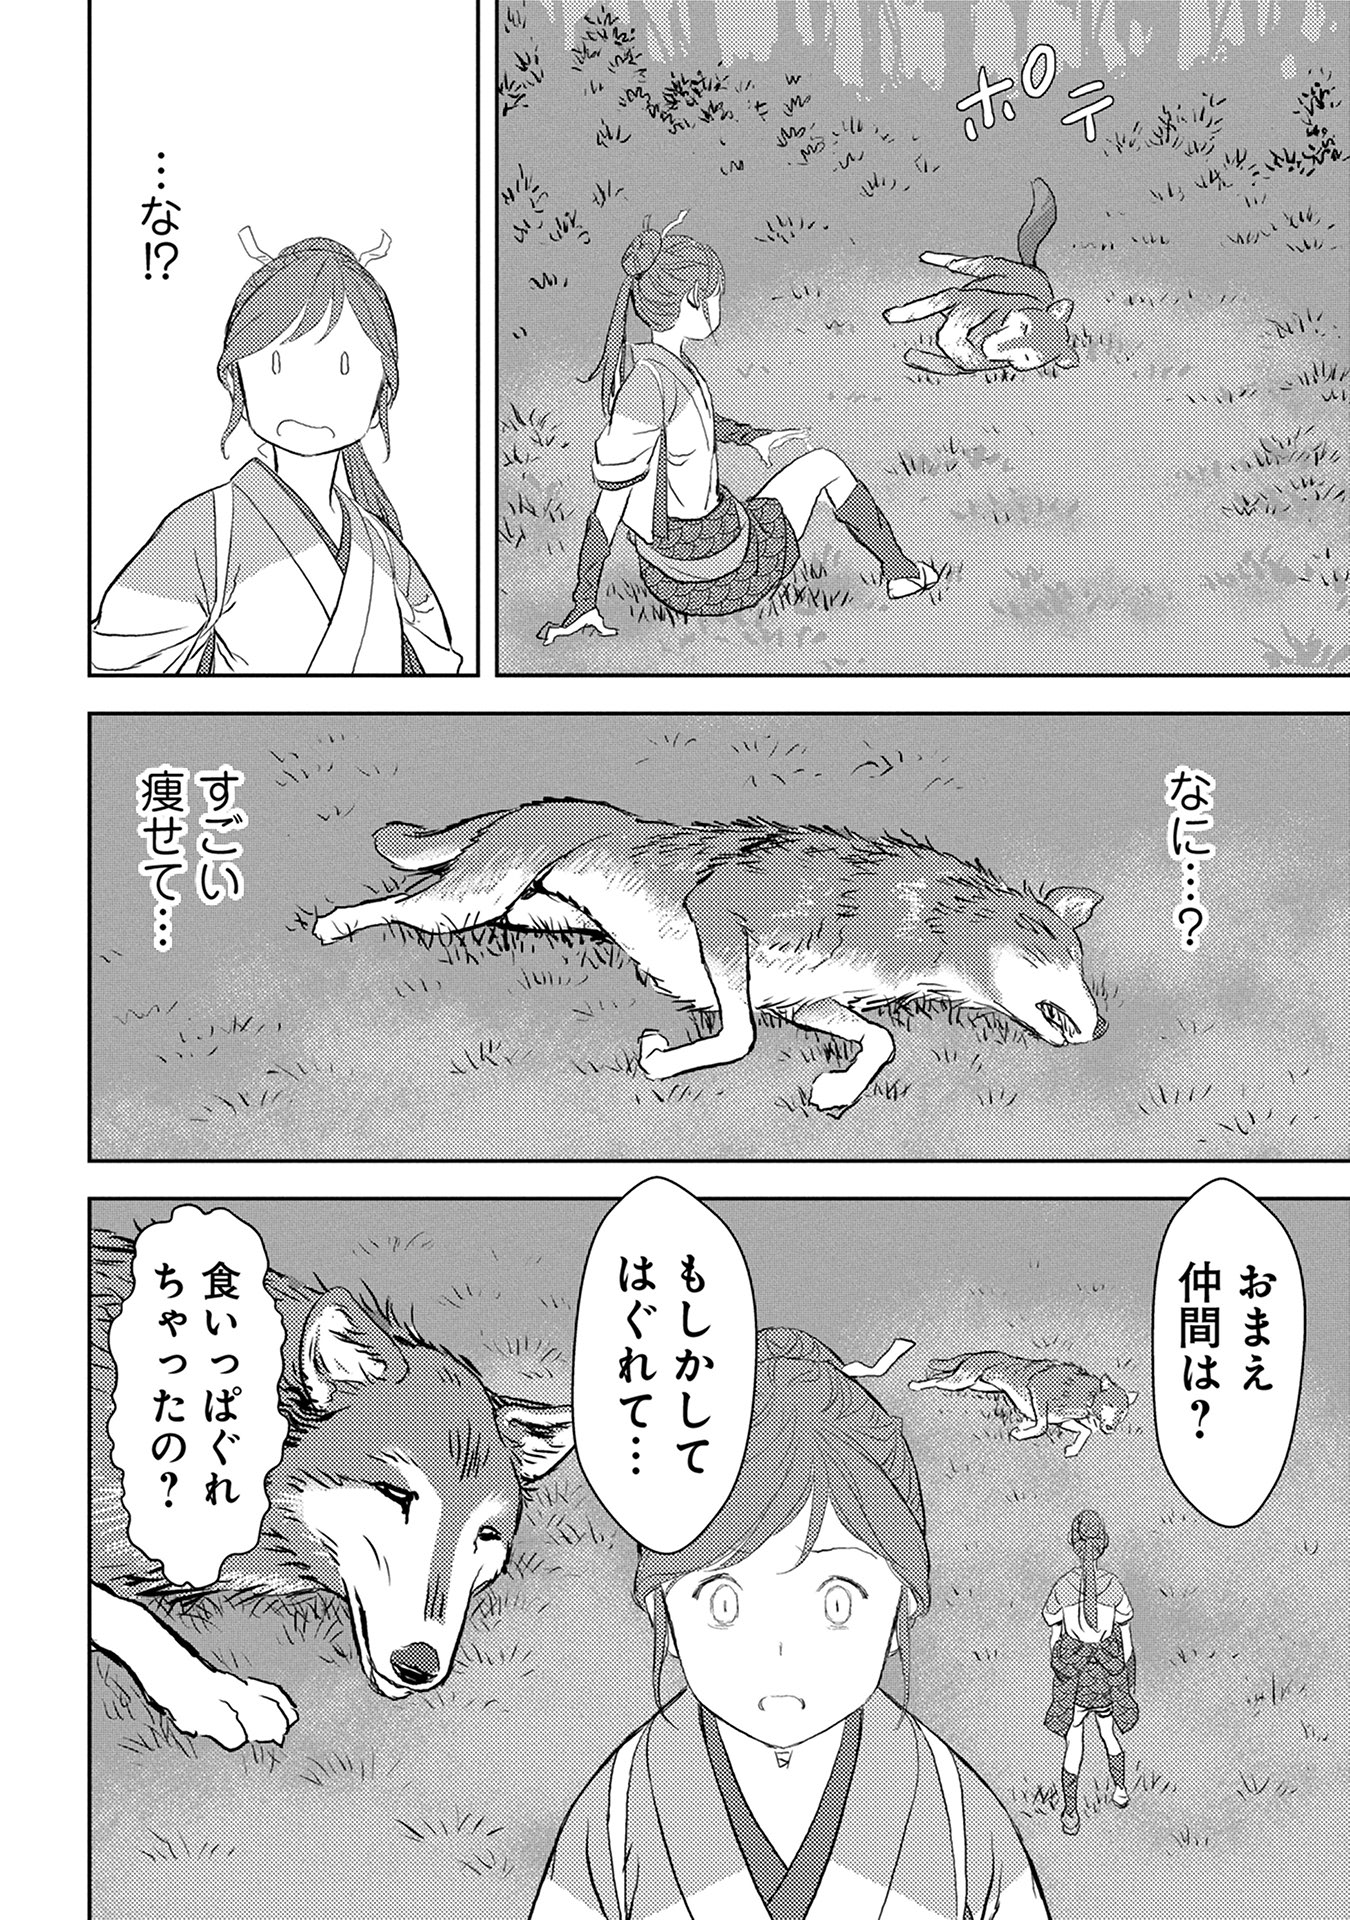 ポテ
…な!?
なに…?
すごい
痩せて…
おまえ
仲間は?
もしかして
はぐれて…
食いっぱぐれ
ちゃったの?